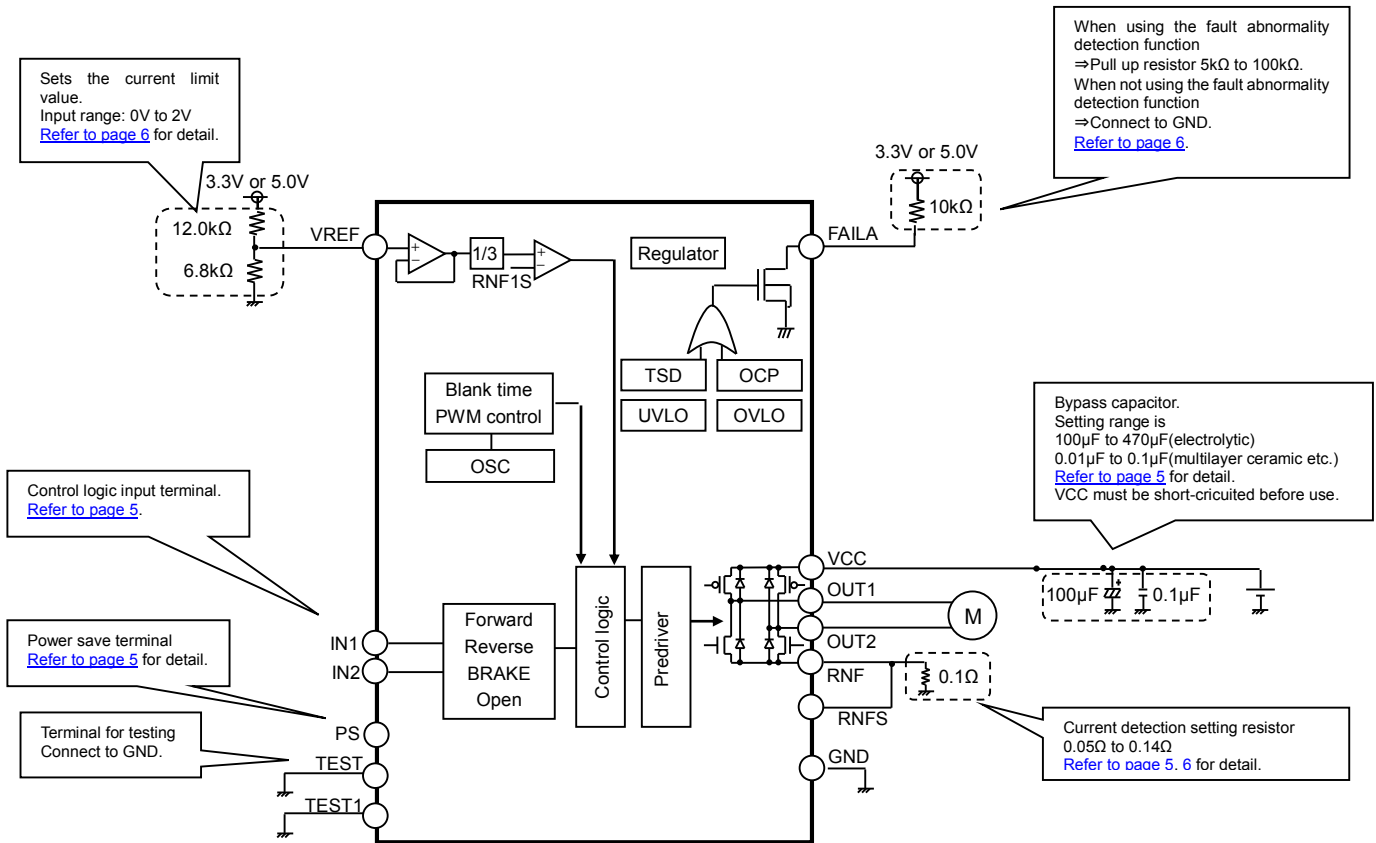 When using the fault abnormality
detection function
⇒Pull up resistor 5kΩ to 100kΩ.
When not using the fault abnormality
detection function
⇒Connect to GND.
Refer to page 6.
Sets the current limit
value.
Input range: 0V to 2V
Refer to page 6 for detail.
3.3V or 5.0V
12.0kΩ
6.8kΩ
VREF
1/3
RNF1S
+
−
+
−
Regulator
3.3V or 5.0V
10kΩ
FAILA
TSD
OCP
UVLO
OVLO
Blank time
PWM control
OSC
Bypass capacitor.
Setting range is
100µF to 470µF(electrolytic)
0.01µF to 0.1µF(multilayer ceramic etc.)
Refer to page 5 for detail.
VCC must be short-cricuited before use.
Control logic input terminal.
Refer to page 5.
Power save terminal
Refer to page 5 for detail.
Terminal for testing
Connect to GND.
IN1
IN2
PS
TEST
TEST1
Forward
Reverse
BRAKE
Open
Control logic
Predriver
VCC
OUT1
OUT2
RNF
RNFS
GND
M
100µF
+
0.1µF
0.1Ω
Current detection setting resistor
0.05Ω to 0.14Ω
Refer to page 5, 6 for detail.